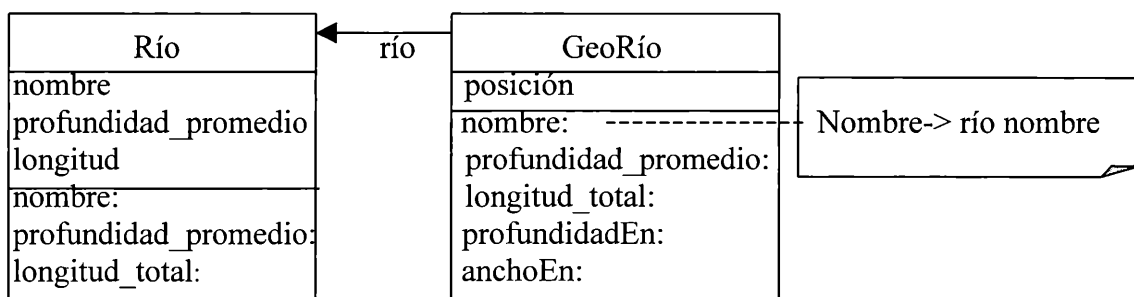 Río
nombre
profundidad_promedio
longitud
nombre:
profundidad_promedio:
longitud_total:
río
GeoRío
posición
nombre:
profundidad_promedio:
longitud_total:
profundidadEn:
anchoEn:
Nombre-> río nombre